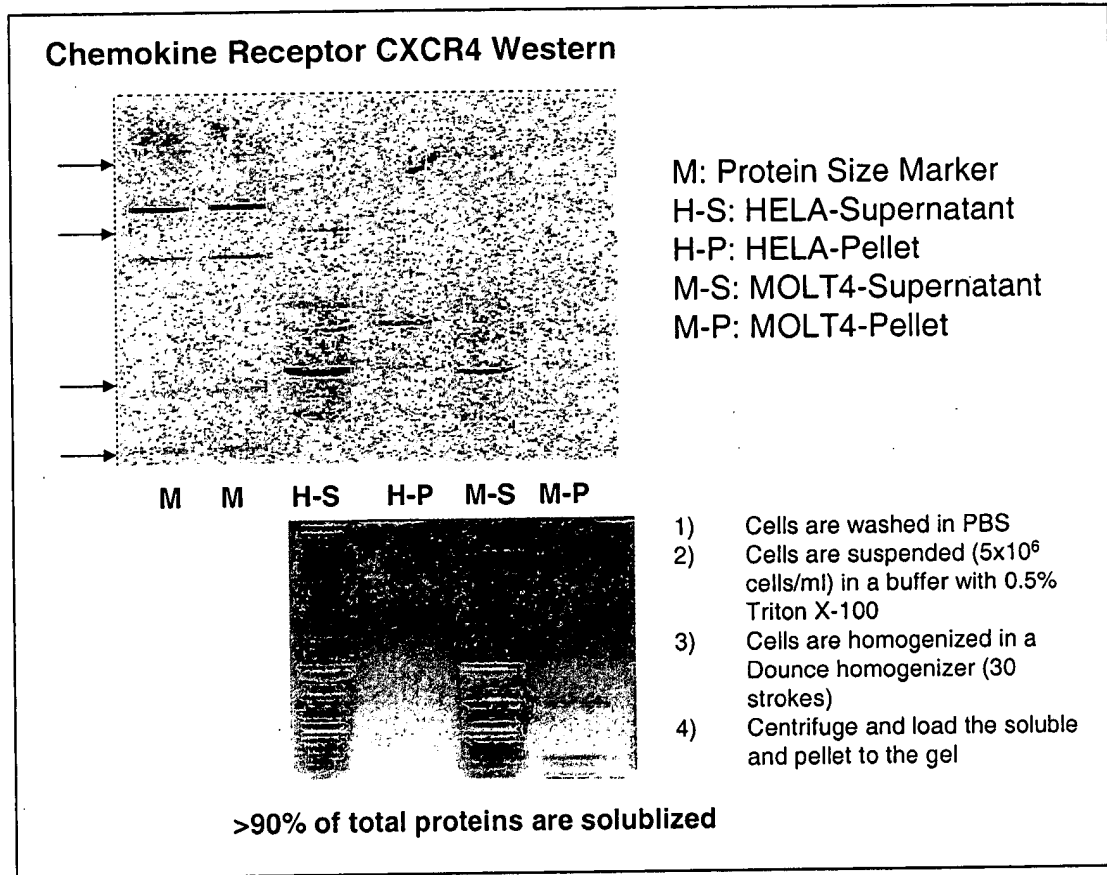 Chemokine Receptor CXCR4 Western
M: Protein Size Marker
H-S: HELA-Supernatant
H-P: HELA-Pellet
M-S: MOLT4-Supernatant
M-P: MOLT4-Pellet
M M H-S H-P M-S M-P
1) Cells are washed in PBS
2) Cells are suspended (5x10⁶
cells/ml) in a buffer with 0.5%
Triton X-100
3) Cells are homogenized in a
Dounce homogenizer (30
strokes)
4) Centrifuge and load the soluble
and pellet to the gel
>90% of total proteins are solublized